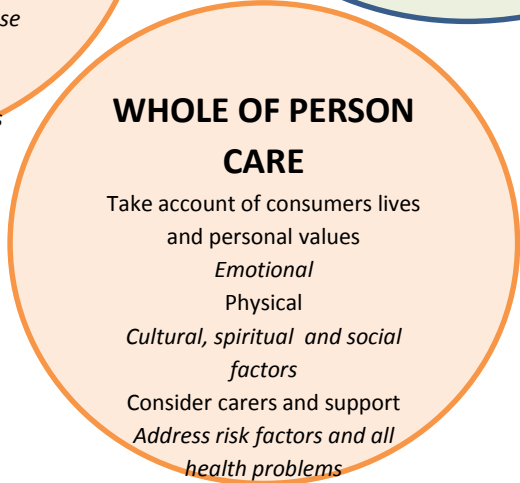 se
s
WHOLE OF PERSON
CARE
Take account of consumers lives
and personal values
Emotional
Physical
Cultural, spiritual and social
factors
Consider carers and support
Address risk factors and all
health problems